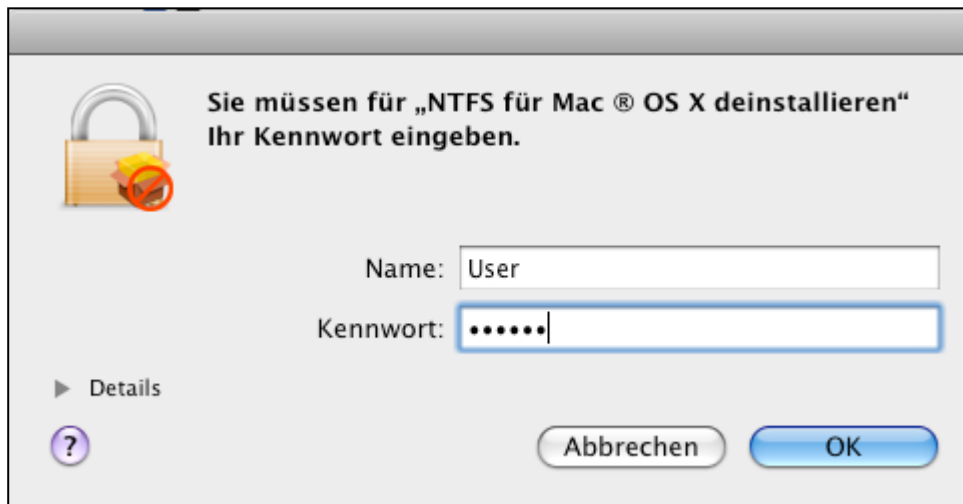 Sie müssen für „NTFS für Mac ® OS X deinstallieren“
Ihr Kennwort eingeben.
Name: User
Kennwort: ••••••
Details
? Abbrechen OK